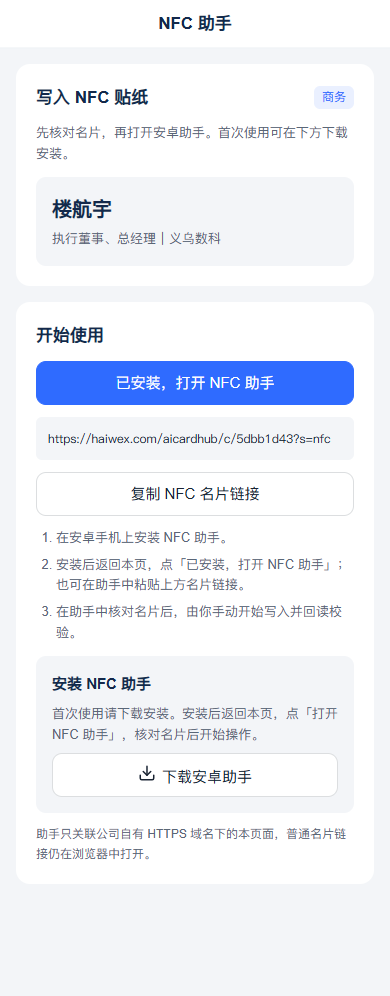 NFC 助手
写入 NFC 贴纸
商务
先核对名片，再打开安卓助手。首次使用可在下方下载
安装。
楼航宇
执行董事、总经理｜义乌数科
开始使用
已安装，打开 NFC 助手
https://haiwex.com/aicardhub/c/5dbb1d43?s=nfc
复制 NFC 名片链接
1. 在安卓手机上安装 NFC 助手。
2. 安装后返回本页，点「已安装，打开 NFC 助手」；
也可在助手中粘贴上方名片链接。
3. 在助手中核对名片后，由你手动开始写入并回读校
验。
安装 NFC 助手
首次使用请下载安装。安装后返回本页，点「打开
NFC 助手」，核对名片后开始操作。
下载安卓助手
助手只关联公司自有 HTTPS 域名下的本页面，普通名片链
接仍在浏览器中打开。